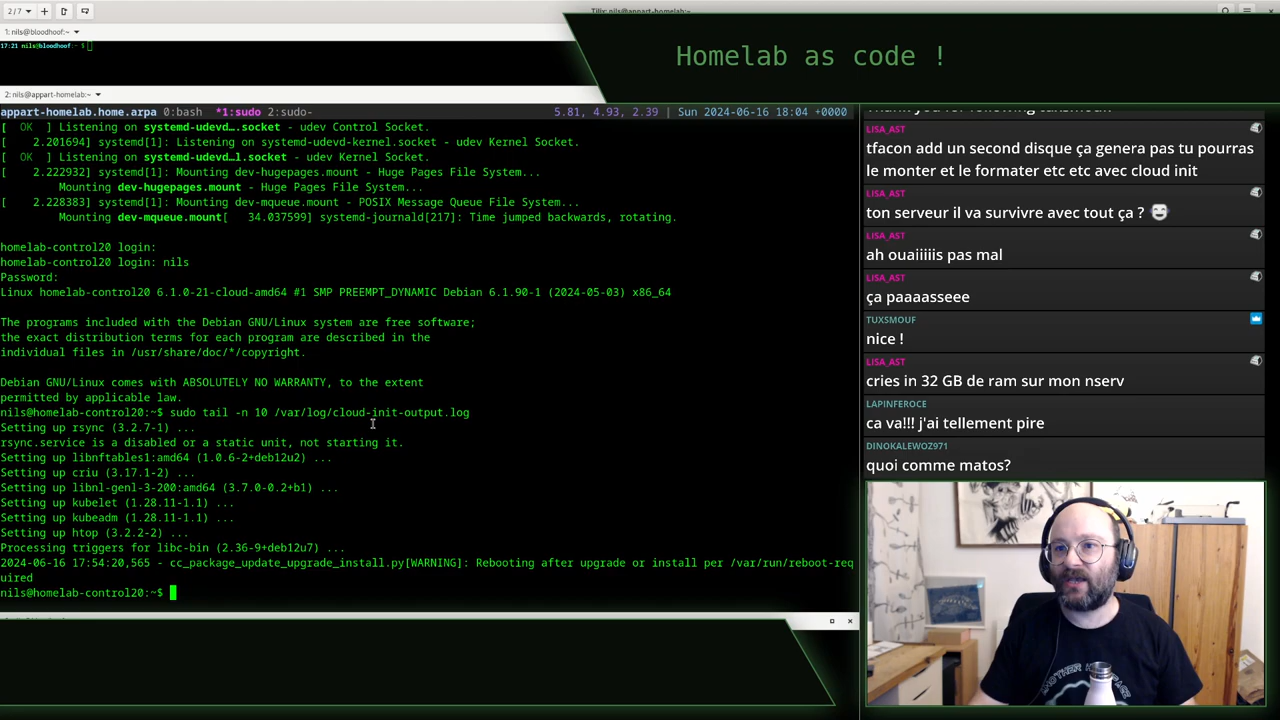 2/7
Tilix: nils@appart-homelab:~
1: nils@bloodhoof:~
17:21 nils@bloodhoof:~ $
Homelab as code !
2: nils@appart-homelab:~
appart-homelab.home.arpa 0:bash *1:sudo 2:sudo- 5.81, 4.93, 2.39 | Sun 2024-06-16 18:04 +0000
[  OK  ] Listening on systemd-udevd….socket - udev Control Socket.
[    2.201694] systemd[1]: Listening on systemd-udevd-kernel.socket - udev Kernel Socket.
[  OK  ] Listening on systemd-udevd…l.socket - udev Kernel Socket.
[    2.222932] systemd[1]: Mounting dev-hugepages.mount - Huge Pages File System...
Mounting dev-hugepages.mount - Huge Pages File System...
[    2.228383] systemd[1]: Mounting dev-mqueue.mount - POSIX Message Queue File System...
Mounting dev-mqueue.mount[   34.037599] systemd-journald[217]: Time jumped backwards, rotating.
homelab-control20 login:
homelab-control20 login: nils
Password:
Linux homelab-control20 6.1.0-21-cloud-amd64 #1 SMP PREEMPT_DYNAMIC Debian 6.1.90-1 (2024-05-03) x86_64
The programs included with the Debian GNU/Linux system are free software;
the exact distribution terms for each program are described in the
individual files in /usr/share/doc/*/copyright.
Debian GNU/Linux comes with ABSOLUTELY NO WARRANTY, to the extent
permitted by applicable law.
nils@homelab-control20:~$ sudo tail -n 10 /var/log/cloud-init-output.log
Setting up rsync (3.2.7-1) ...
rsync.service is a disabled or a static unit, not starting it.
Setting up libnftables1:amd64 (1.0.6-2+deb12u2) ...
Setting up criu (3.17.1-2) ...
Setting up libnl-genl-3-200:amd64 (3.7.0-0.2+b1) ...
Setting up kubelet (1.28.11-1.1) ...
Setting up kubeadm (1.28.11-1.1) ...
Setting up htop (3.2.2-2) ...
Processing triggers for libc-bin (2.36-9+deb12u7) ...
2024-06-16 17:54:20,565 - cc_package_update_upgrade_install.py[WARNING]: Rebooting after upgrade or install per /var/run/reboot-req
uired
nils@homelab-control20:~$
Thank you for following tuxsmouf!
LISA_AST
tfacon add un second disque ça genera pas tu pourras
le monter et le formater etc etc avec cloud init
LISA_AST
ton serveur il va survivre avec tout ça ?
LISA_AST
ah ouaiiiiis pas mal
LISA_AST
ça paaaasseee
TUXSMOUF
nice !
LISA_AST
cries in 32 GB de ram sur mon nserv
LAPINFEROCE
ca va!!! j'ai tellement pire
DINOKALEWOZ971
quoi comme matos?